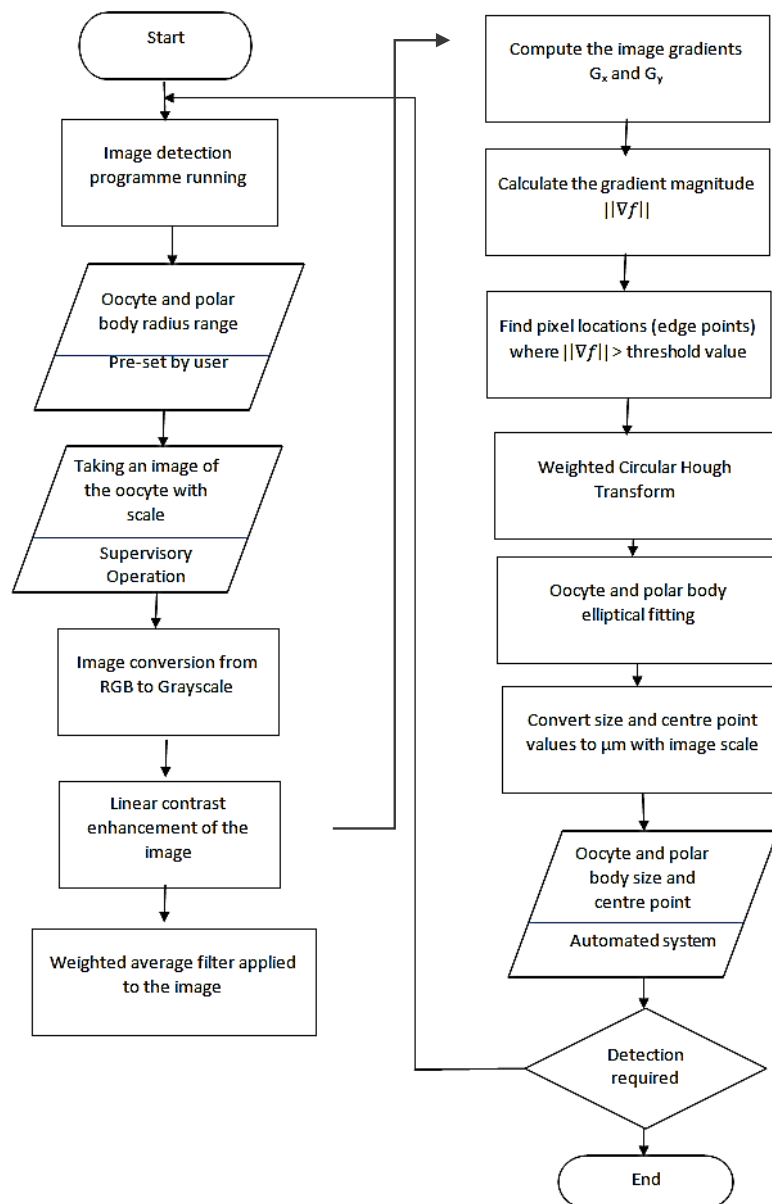 Start
Image detection
programme running
Oocyte and polar
body radius range
Pre-set by user
Taking an image of
the oocyte with
scale
Supervisory
Operation
Image conversion from
RGB to Grayscale
Linear contrast
enhancement of the
image
Weighted average filter applied
to the image
Compute the image gradients
Gₓ and Gᵧ
Calculate the gradient magnitude
||∇f||
Find pixel locations (edge points)
where ||∇f|| > threshold value
Weighted Circular Hough
Transform
Oocyte and polar body
elliptical fitting
Convert size and centre point
values to µm with image scale
Oocyte and polar
body size and
centre point
Automated system
Detection
required
End